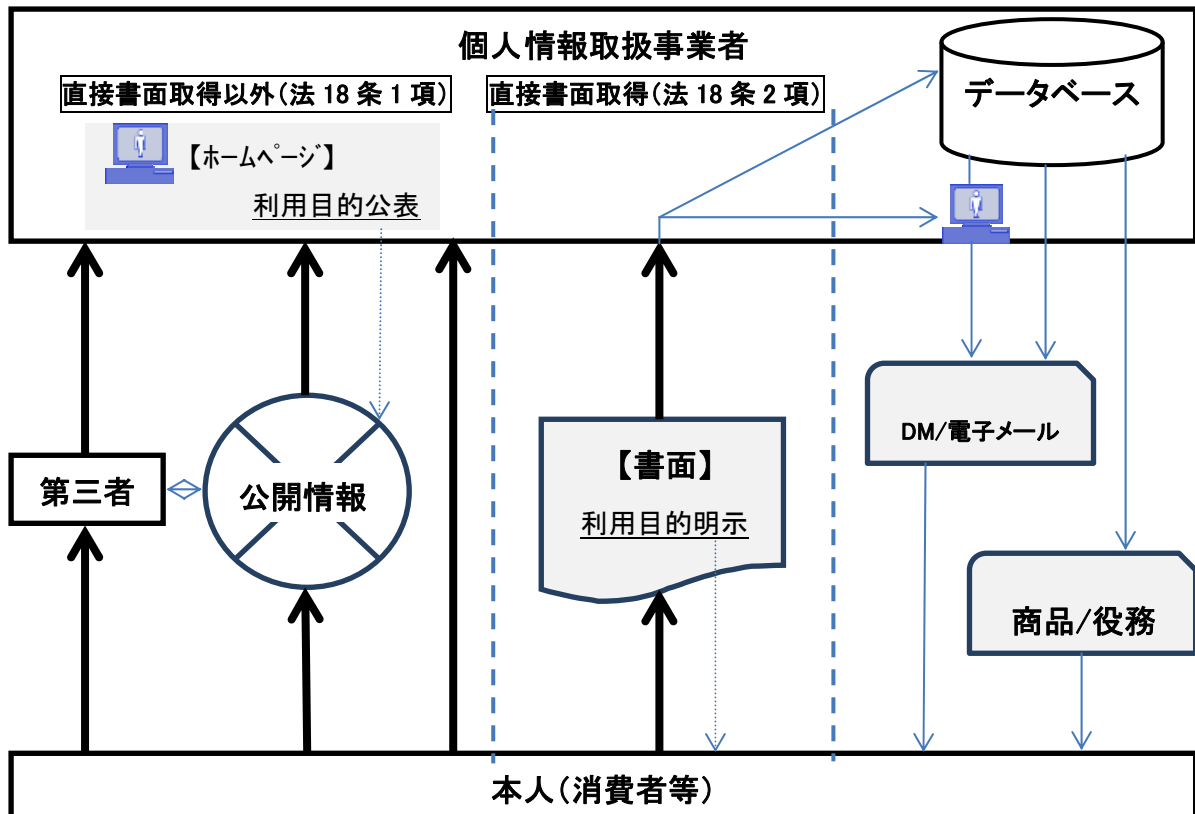 個人情報取扱事業者
直接書面取得以外(法 18 条 1 項)
直接書面取得(法 18 条 2 項)
データベース
【ホームページ】
利用目的公表
DM/電子メール
【書面】
第三者
公開情報
利用目的明示
商品/役務
本人(消費者等)